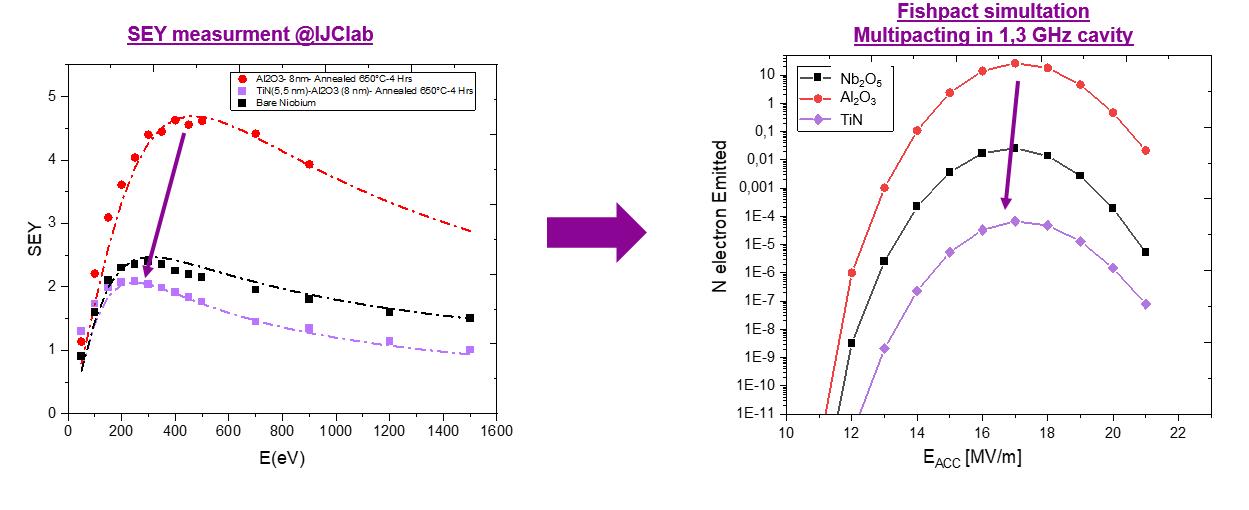 SEY measurment @IJClab
Al2O3- 8nm- Annealed 650°C-4 Hrs
TiN(5,5 nm)-Al2O3 (8 nm)- Annealed 650°C-4 Hrs
Bare Niobium
5
4
3
2
1
0
SEY
0 200 400 600 800 1000 1200 1400 1600
E(eV)
Fishpact simultation
Multipacting in 1,3 GHz cavity
Nb₂O₅
Al₂O₃
TiN
10
1
0,1
0,01
0,001
1E-4
1E-5
1E-6
1E-7
1E-8
1E-9
1E-10
1E-11
N electron Emitted
10 12 14 16 18 20 22
E_ACC [MV/m]